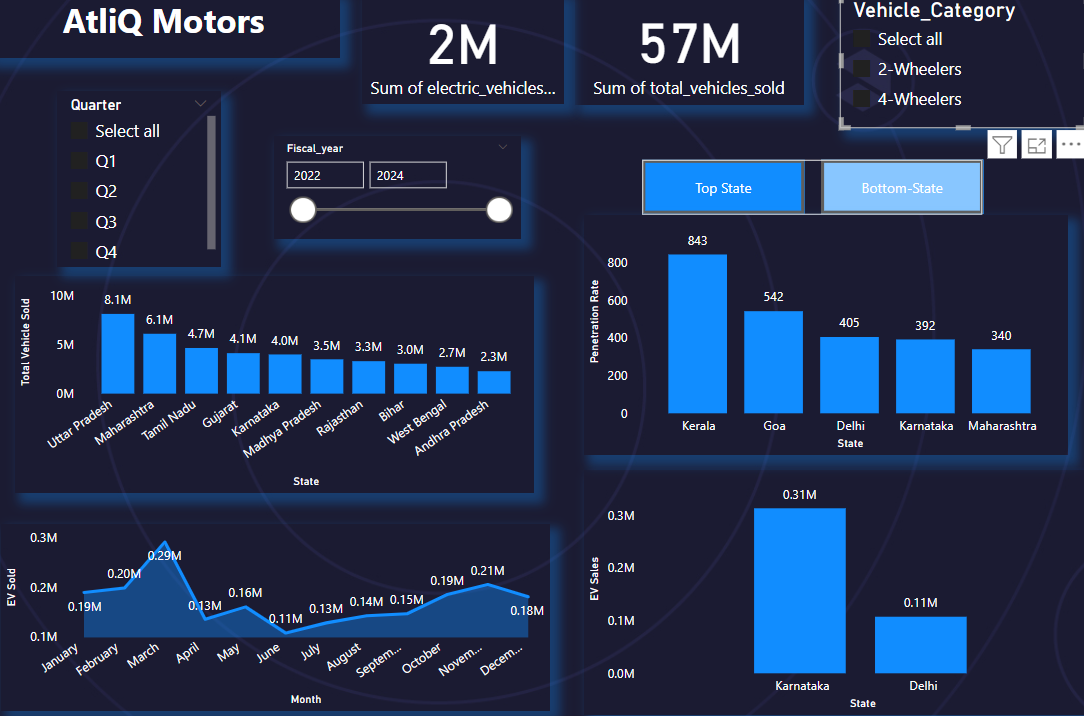 AtliQ Motors
2M
Sum of electric_vehicles...
57M
Sum of total_vehicles_sold
Vehicle_Category
Select all
2-Wheelers
4-Wheelers
Quarter
Select all
Q1
Q2
Q3
Q4
Fiscal_year
2022
2024
Top State
Bottom-State
Total Vehicle Sold
10M
5M
0M
8.1M
6.1M
4.7M
4.1M
4.0M
3.5M
3.3M
3.0M
2.7M
2.3M
Uttar Pradesh
Maharashtra
Tamil Nadu
Gujarat
Karnataka
Madhya Pradesh
Rajasthan
Bihar
West Bengal
Andhra Pradesh
State
Penetration Rate
800
600
400
200
0
843
542
405
392
340
Kerala
Goa
Delhi
Karnataka
Maharashtra
State
EV Sold
0.3M
0.2M
0.1M
0.19M
0.20M
0.29M
0.13M
0.16M
0.11M
0.13M
0.14M
0.15M
0.19M
0.21M
0.18M
January
February
March
April
May
June
July
August
Septem...
October
Novem...
Decem...
Month
EV Sales
0.3M
0.2M
0.1M
0.0M
0.31M
0.11M
Karnataka
Delhi
State